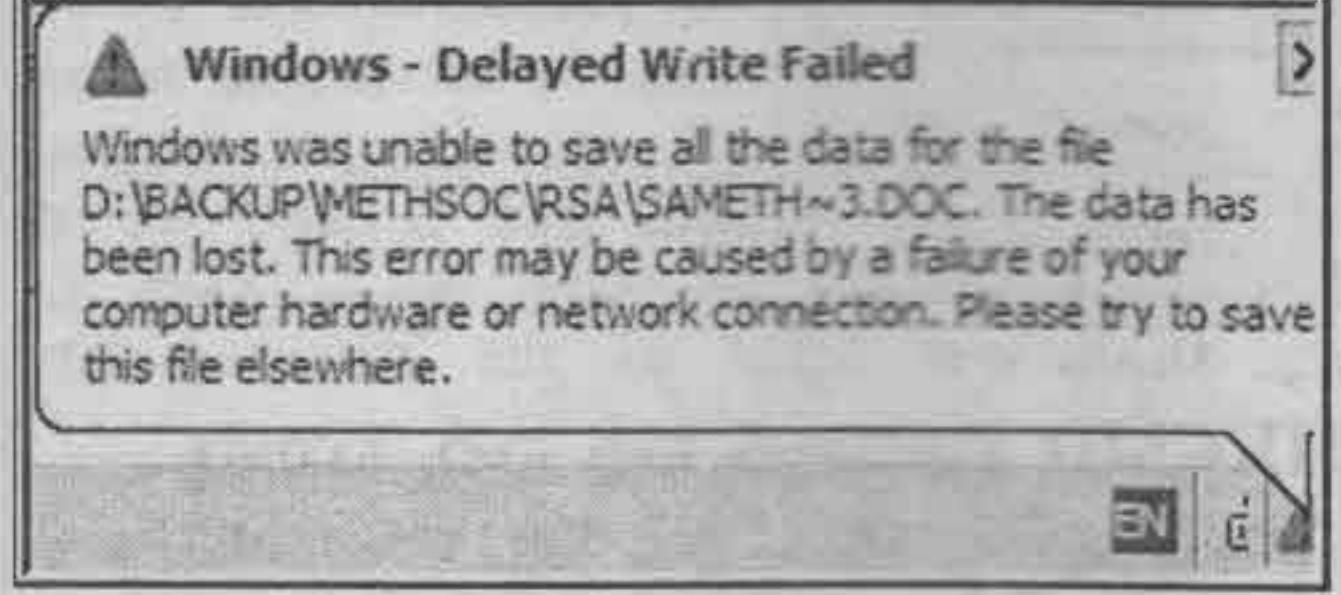 Windows - Delayed Write Failed
Windows was unable to save all the data for the file
D:\BACKUP\METHSOC\RSA\SAMETH~3.DOC. The data has
been lost. This error may be caused by a failure of your
computer hardware or network connection. Please try to save
this file elsewhere.
EN